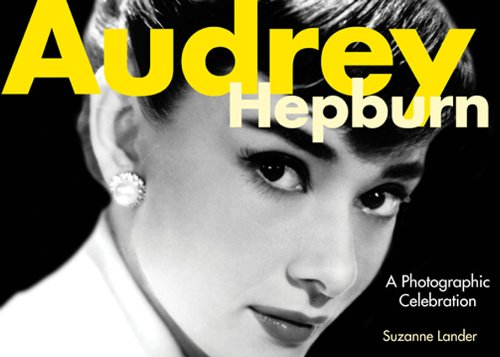 Audrey
Hepburn
A Photographic
Celebration
Suzanne Lander